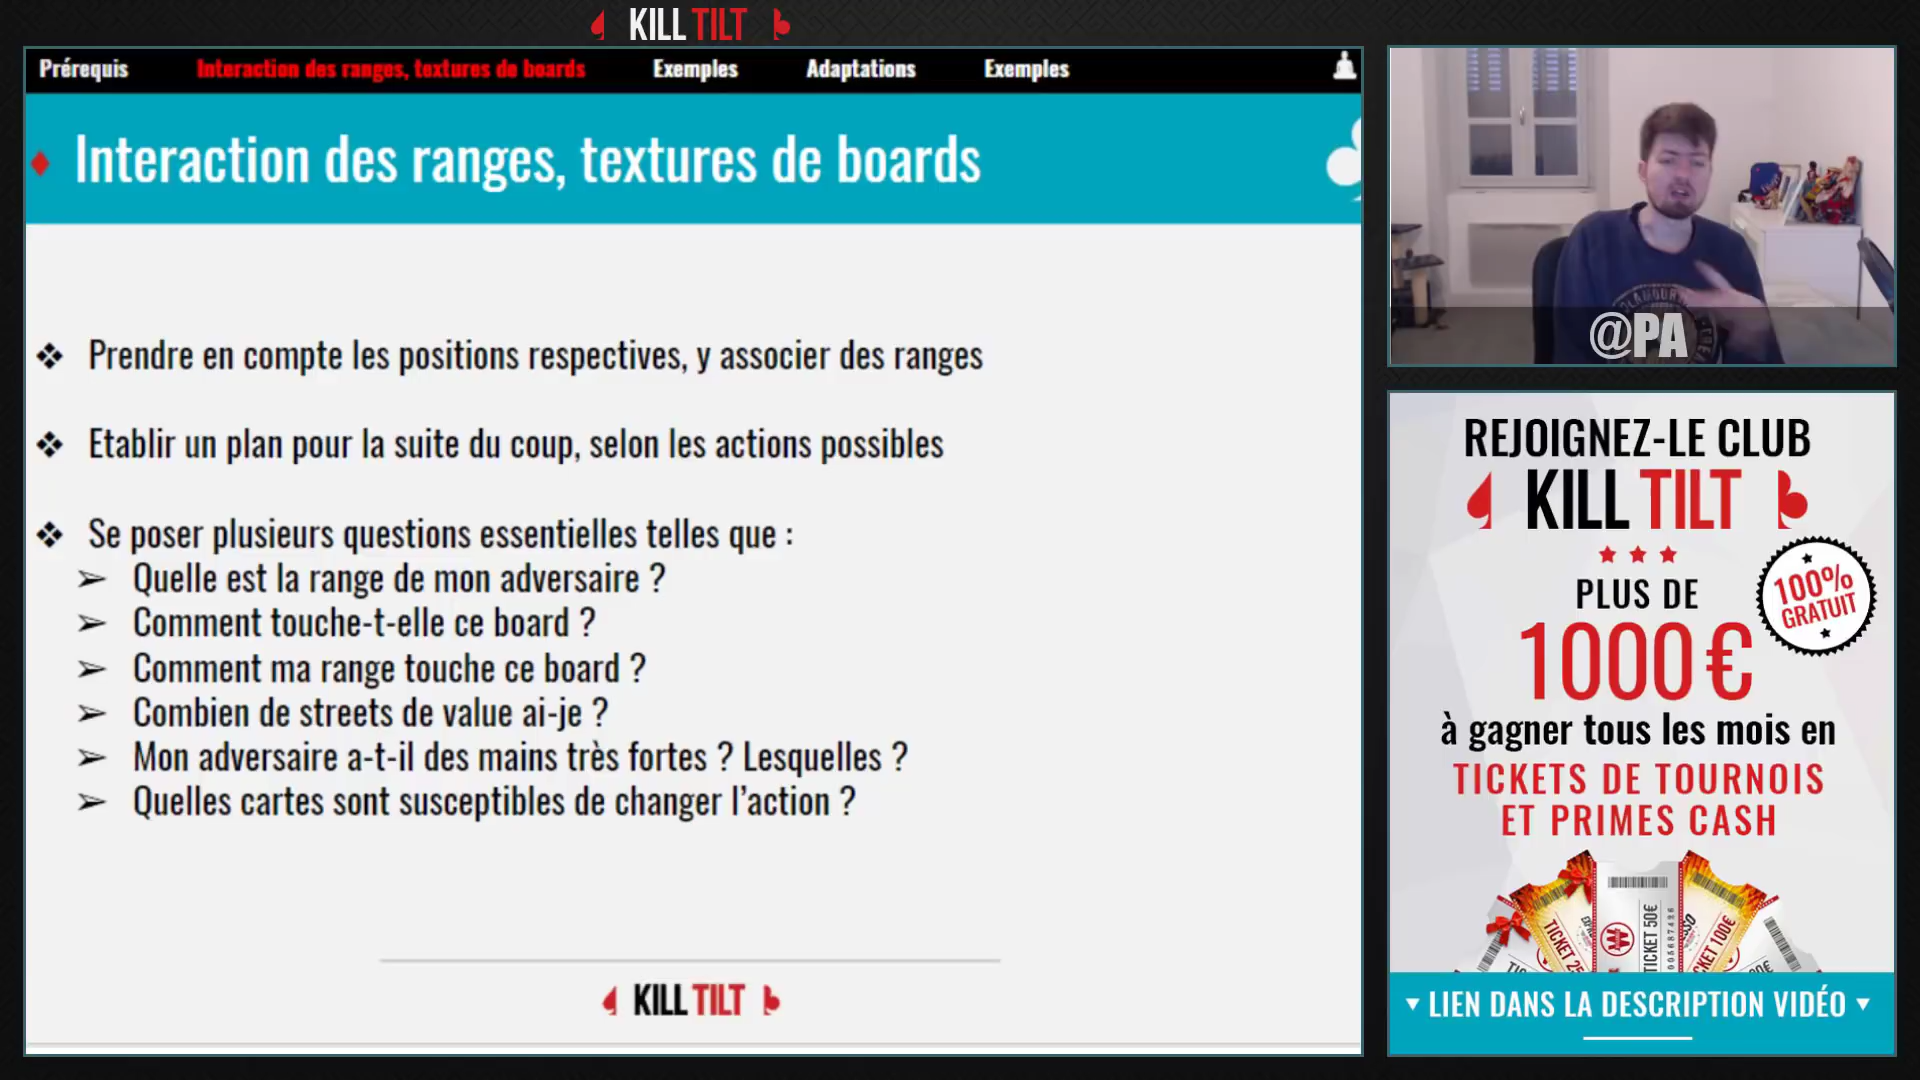 KILL TILT
Prérequis Interaction des ranges, textures de boards Exemples Adaptations Exemples
Interaction des ranges, textures de boards
Prendre en compte les positions respectives, y associer des ranges
Etablir un plan pour la suite du coup, selon les actions possibles
Se poser plusieurs questions essentielles telles que :
Quelle est la range de mon adversaire ?
Comment touche-t-elle ce board ?
Comment ma range touche ce board ?
Combien de streets de value ai-je ?
Mon adversaire a-t-il des mains très fortes ? Lesquelles ?
Quelles cartes sont susceptibles de changer l'action ?
KILL TILT
@PA
REJOIGNEZ-LE CLUB
KILL TILT
100%
GRATUIT
PLUS DE
1000€
à gagner tous les mois en
TICKETS DE TOURNOIS
ET PRIMES CASH
TICKET 50€
LIEN DANS LA DESCRIPTION VIDÉO